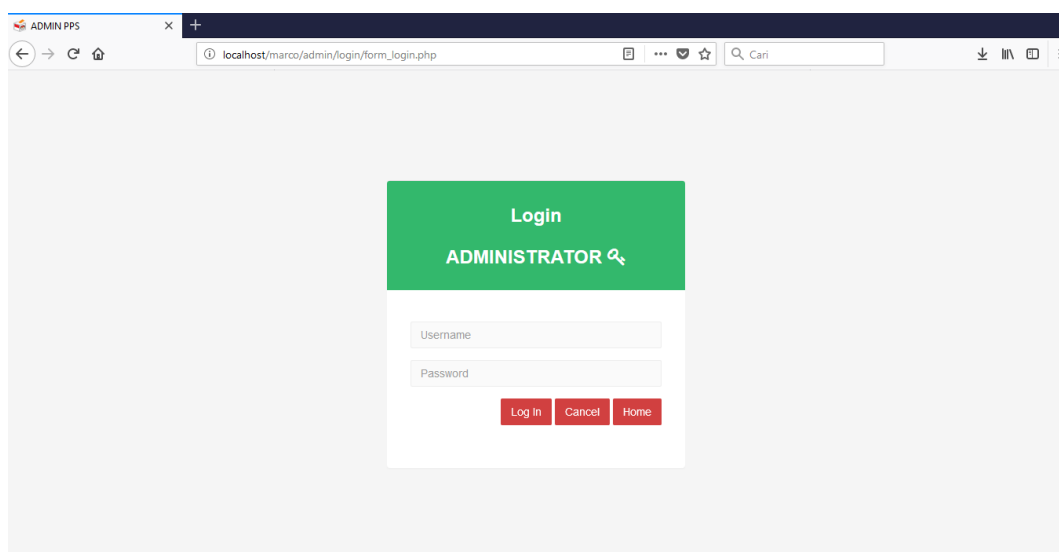 ADMIN PPS
localhost/marco/admin/login/form_login.php
Cari
Login
ADMINISTRATOR
Username
Password
Log In Cancel Home